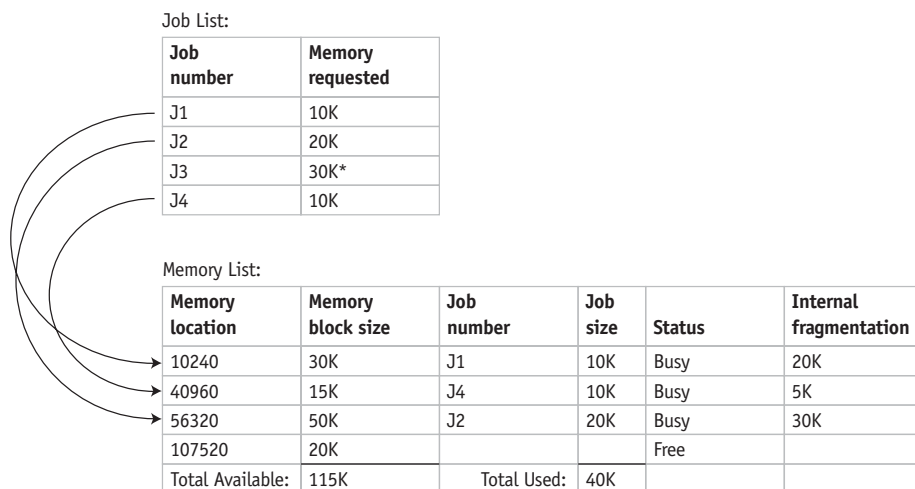 Job List:
Job number Memory requested
J1 10K
J2 20K
J3 30K*
J4 10K
Memory List:
Memory location Memory block size Job number Job size Status Internal fragmentation
10240 30K J1 10K Busy 20K
40960 15K J4 10K Busy 5K
56320 50K J2 20K Busy 30K
107520 20K Free
Total Available: 115K Total Used: 40K